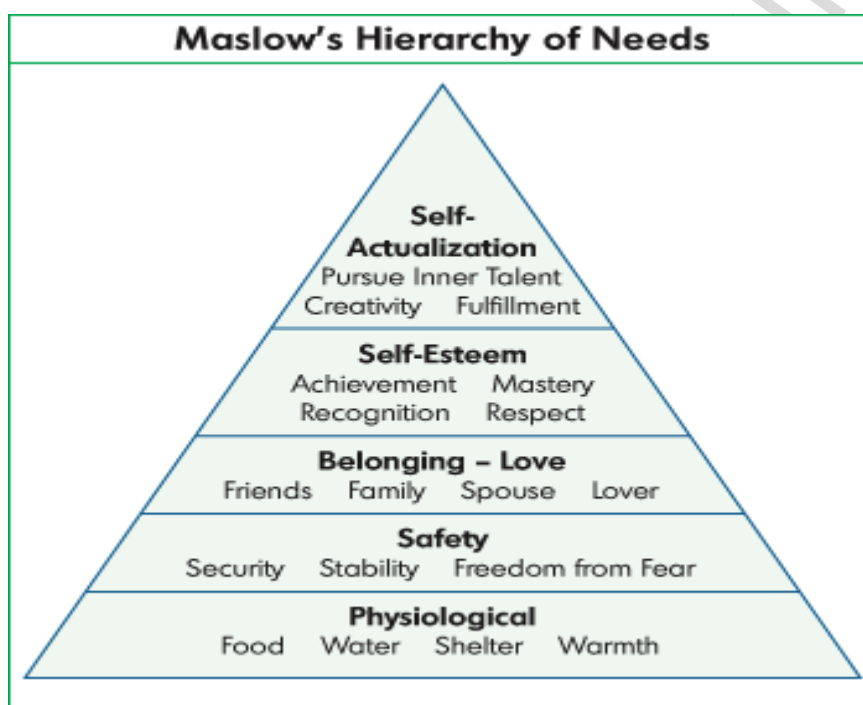 Maslow's Hierarchy of Needs
Self-
Actualization
Pursue Inner Talent
Creativity Fulfillment
Self-Esteem
Achievement Mastery
Recognition Respect
Belonging – Love
Friends Family Spouse Lover
Safety
Security Stability Freedom from Fear
Physiological
Food Water Shelter Warmth